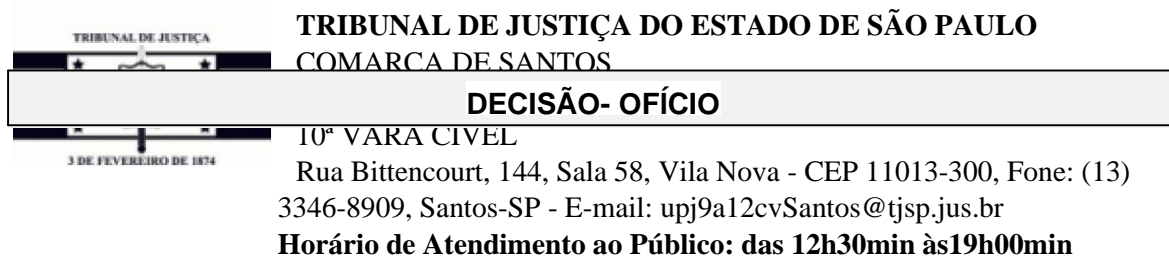 TRIBUNAL DE JUSTIÇA
TRIBUNAL DE JUSTIÇA DO ESTADO DE SÃO PAULO
COMARCA DE SANTOS
DECISÃO- OFÍCIO
10ª VARA CÍVEL
3 DE FEVEREIRO DE 1874
Rua Bittencourt, 144, Sala 58, Vila Nova - CEP 11013-300, Fone: (13)
3346-8909, Santos-SP - E-mail: upj9a12cvSantos@tjsp.jus.br
Horário de Atendimento ao Público: das 12h30min às19h00min